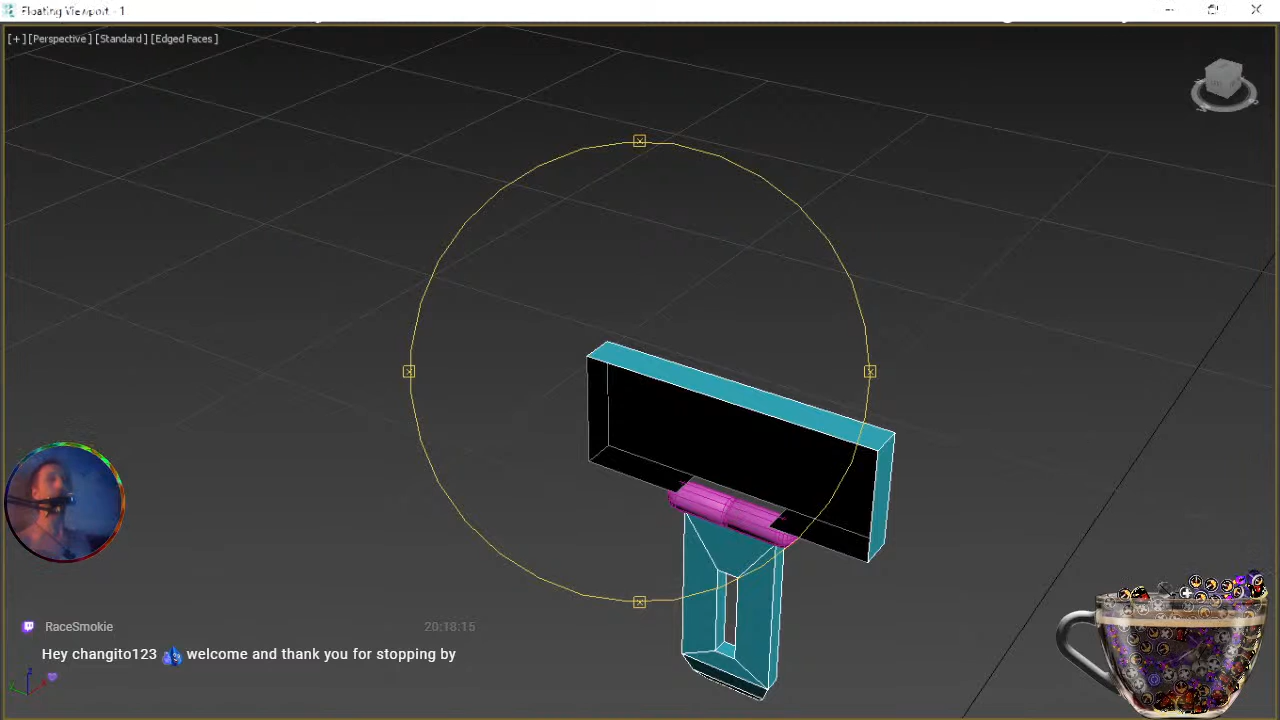 Floating Viewport - 1
[+] [Perspective] [Standard] [Edged Faces]
RaceSmokie
20:18:15
Hey changito123 welcome and thank you for stopping by